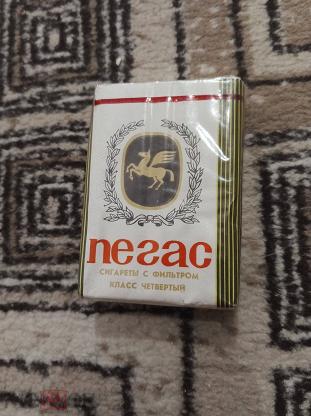 пегас
СИГАРЕТЫ С ФИЛЬТРОМ
КЛАСС ЧЕТВЕРТЫЙ